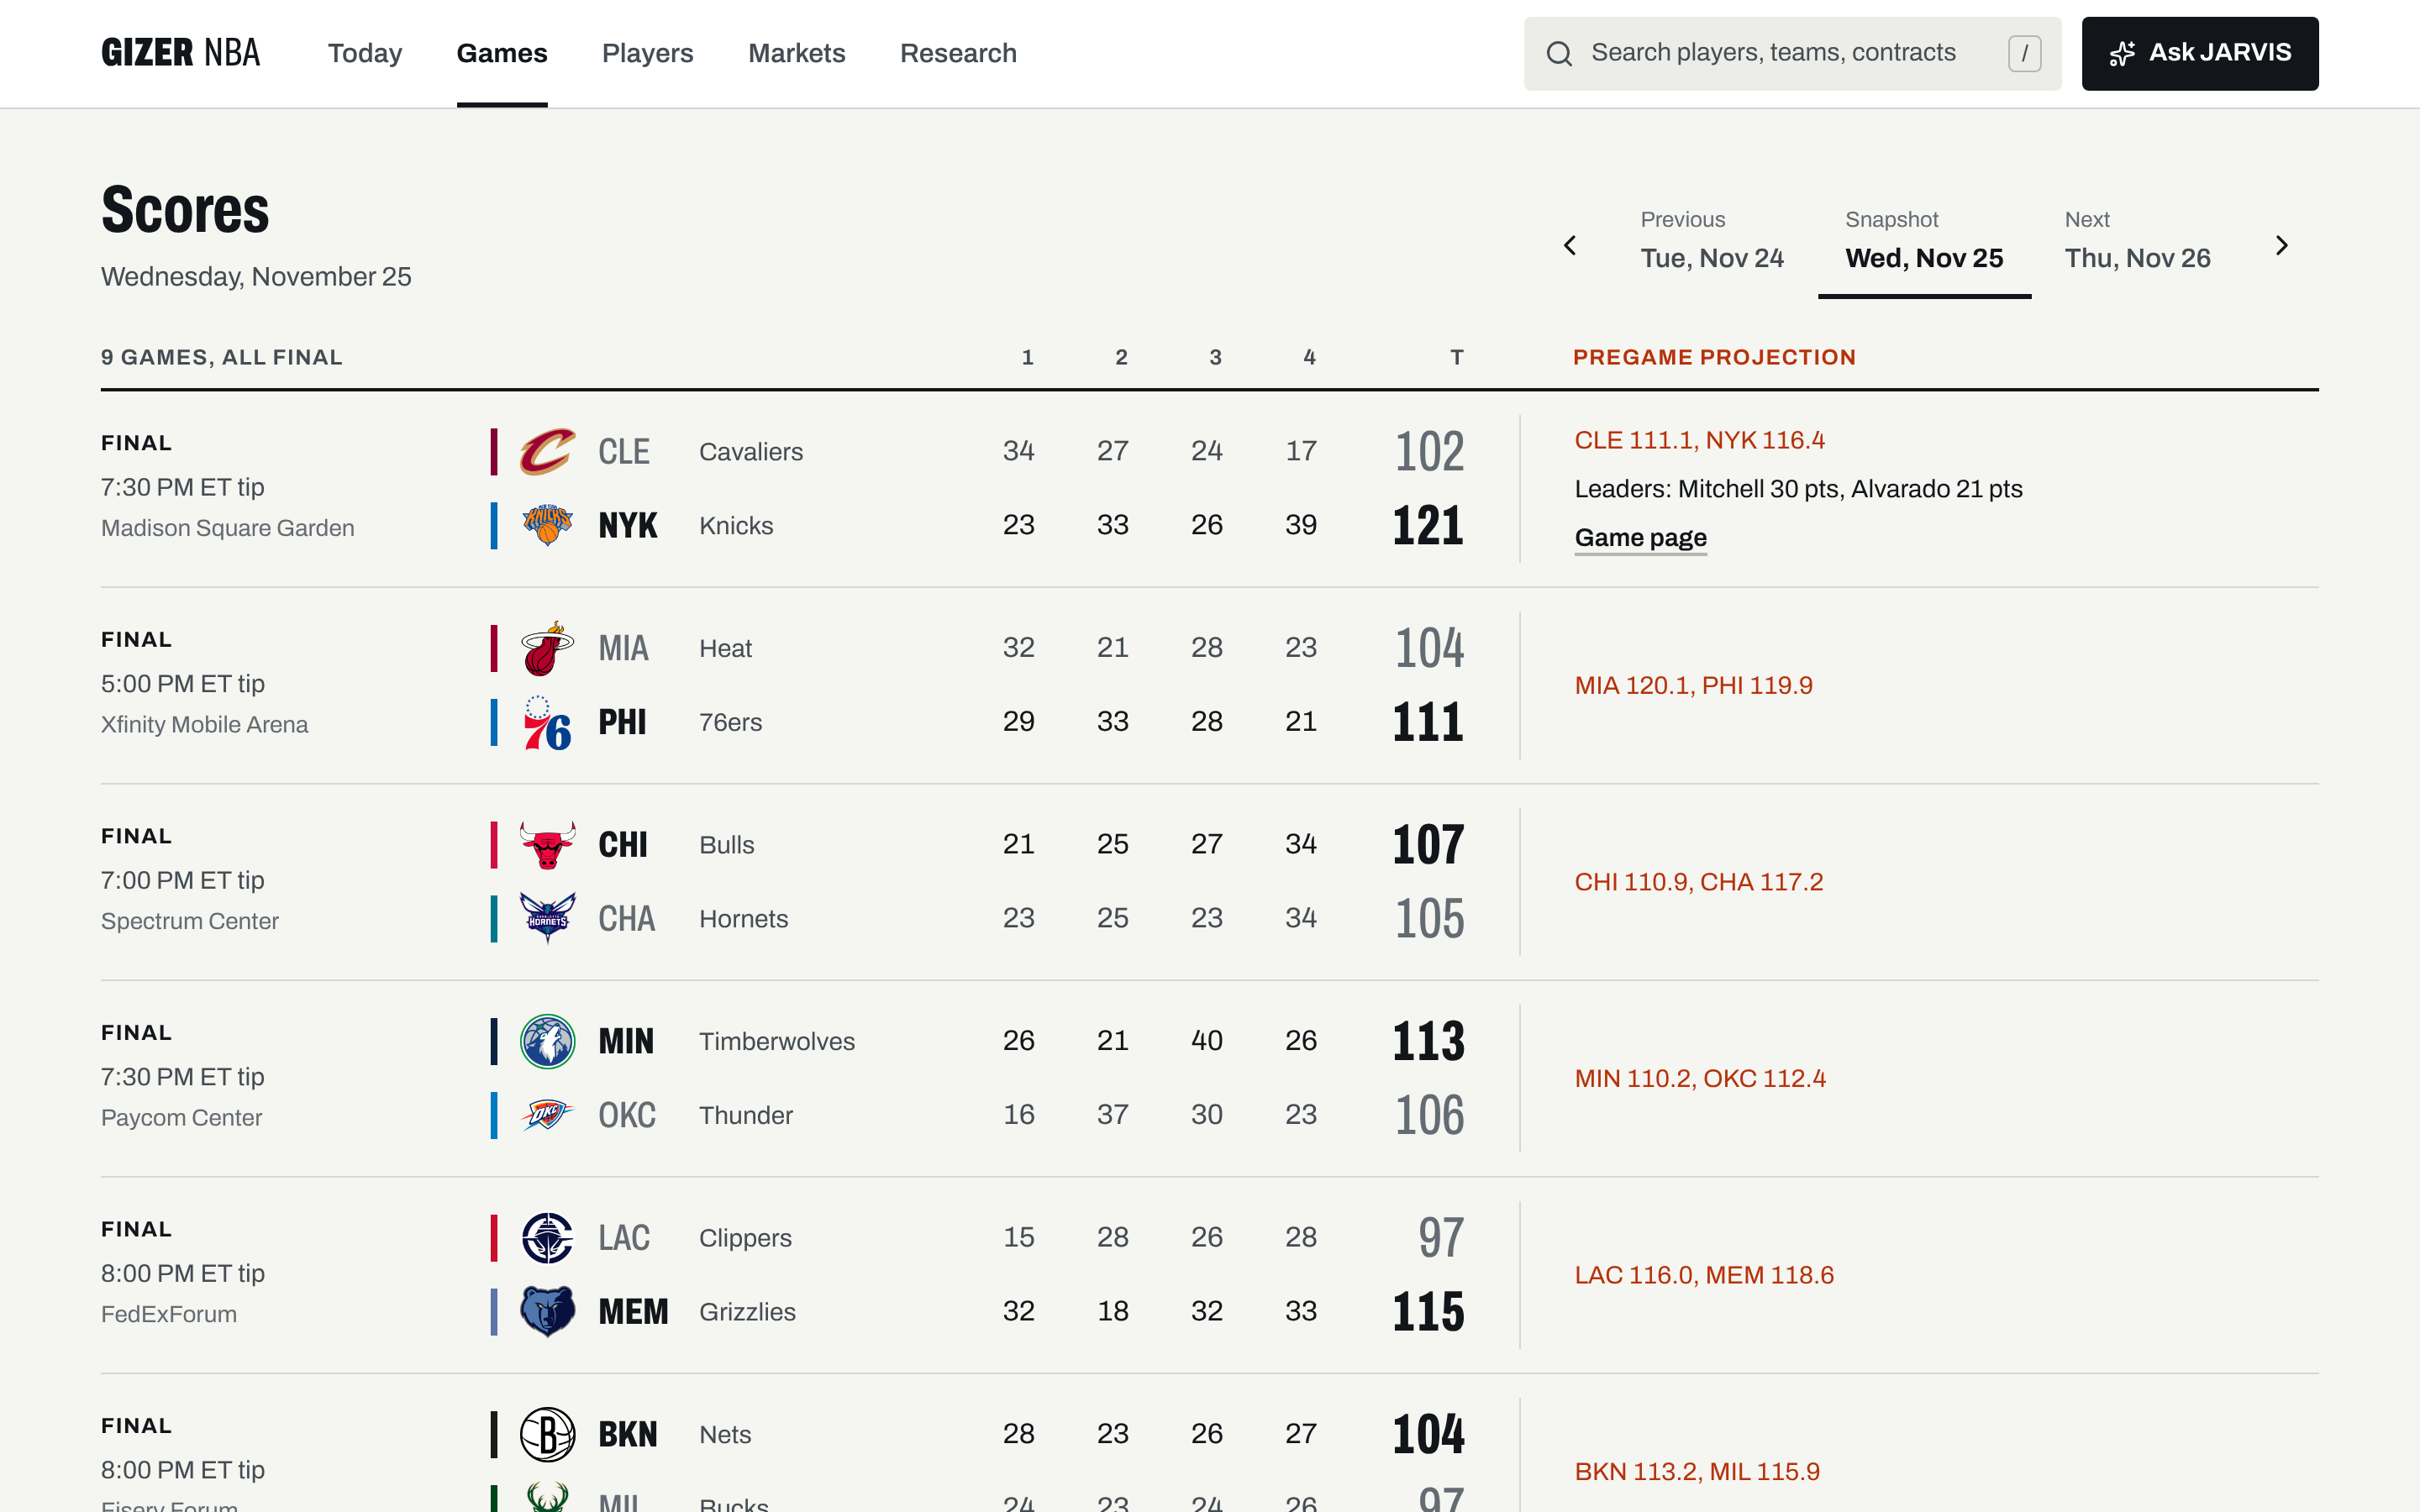 GIZER NBA Today Games Players Markets Research Search players, teams, contracts / Ask JARVIS
Scores
Wednesday, November 25
Previous Snapshot Next
Tue, Nov 24 Wed, Nov 25 Thu, Nov 26
9 GAMES, ALL FINAL 1 2 3 4 T PREGAME PROJECTION
FINAL
7:30 PM ET tip
Madison Square Garden
CLE Cavaliers 34 27 24 17 102
NYK Knicks 23 33 26 39 121
CLE 111.1, NYK 116.4
Leaders: Mitchell 30 pts, Alvarado 21 pts
Game page
FINAL
5:00 PM ET tip
Xfinity Mobile Arena
MIA Heat 32 21 28 23 104
PHI 76ers 29 33 28 21 111
MIA 120.1, PHI 119.9
FINAL
7:00 PM ET tip
Spectrum Center
CHI Bulls 21 25 27 34 107
CHA Hornets 23 25 23 34 105
CHI 110.9, CHA 117.2
FINAL
7:30 PM ET tip
Paycom Center
MIN Timberwolves 26 21 40 26 113
OKC Thunder 16 37 30 23 106
MIN 110.2, OKC 112.4
FINAL
8:00 PM ET tip
FedExForum
LAC Clippers 15 28 26 28 97
MEM Grizzlies 32 18 32 33 115
LAC 116.0, MEM 118.6
FINAL
8:00 PM ET tip
Fiserv Forum
BKN Nets 28 23 26 27 104
MIL Bucks 24 23 24 26 97
BKN 113.2, MIL 115.9